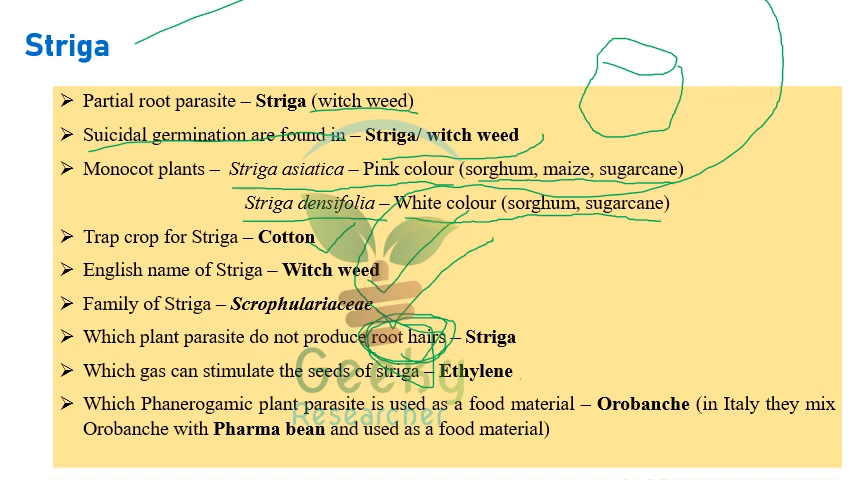 Striga
➢ Partial root parasite – Striga (witch weed)
➢ Suicidal germination are found in – Striga/ witch weed
➢ Monocot plants – Striga asiatica – Pink colour (sorghum, maize, sugarcane)
Striga densifolia – White colour (sorghum, sugarcane)
➢ Trap crop for Striga – Cotton
➢ English name of Striga – Witch weed
➢ Family of Striga – Scrophulariaceae
➢ Which plant parasite do not produce root hairs – Striga
➢ Which gas can stimulate the seeds of striga – Ethylene
➢ Which Phanerogamic plant parasite is used as a food material – Orobanche (in Italy they mix
Orobanche with Pharma bean and used as a food material)
Geeky
Researcher